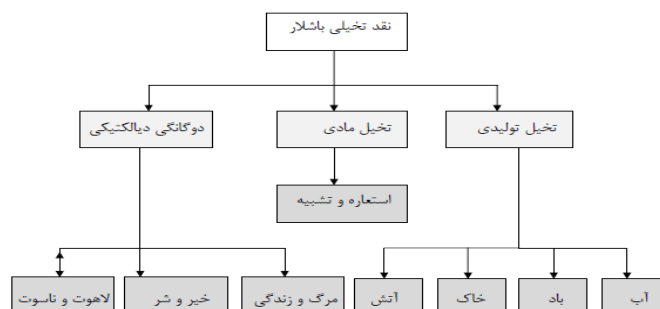 نقد تخیلی باشلار
تخیل تولیدی
تخیل مادی
دوگانگی دیالکتیکی
استعاره و تشبیه
آب
باد
خاک
آتش
مرگ و زندگی
خیر و شر
لاهوت و ناسوت